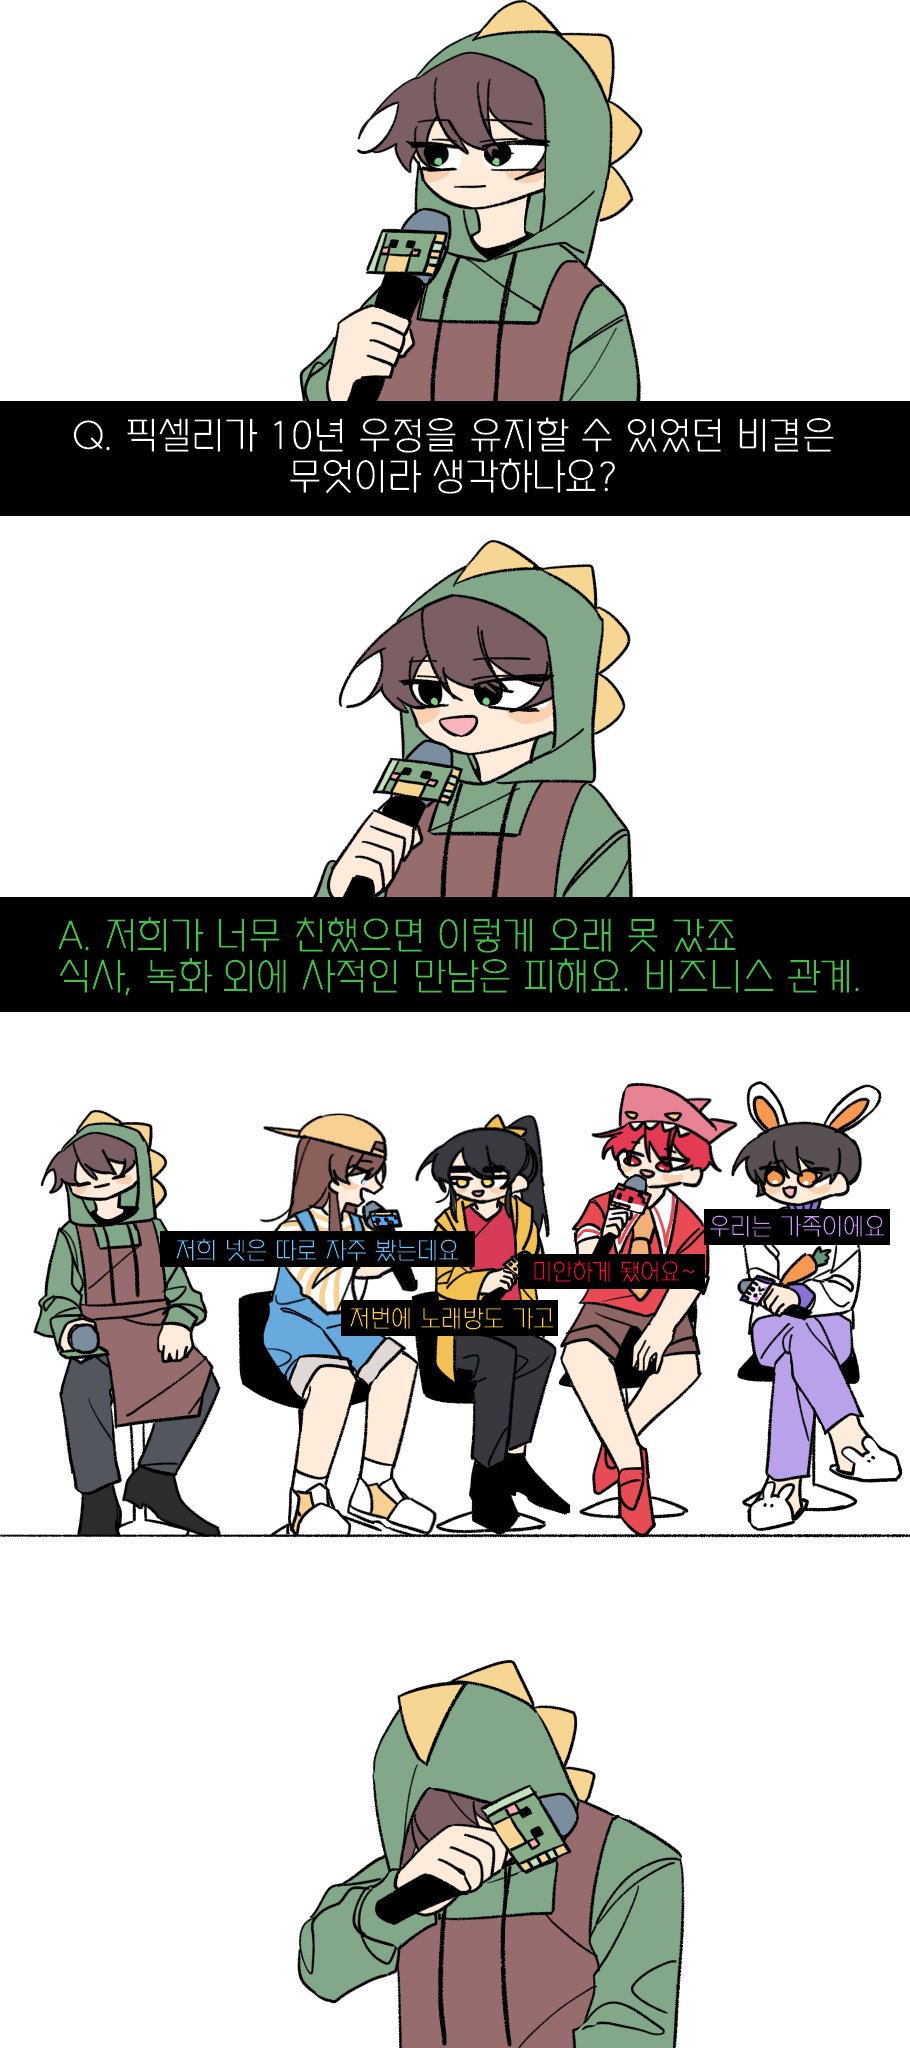 Q. 픽셀리가 10년 우정을 유지할 수 있었던 비결은
무엇이라 생각하나요?
A. 저희가 너무 친했으면 이렇게 오래 못 갔죠
식사, 녹화 외에 사적인 만남은 피해요. 비즈니스 관계.
저희 넷은 따로 자주 봤는데요
저번에 노래방도 가고
미안하게 됐어요~
우리는 가족이에요